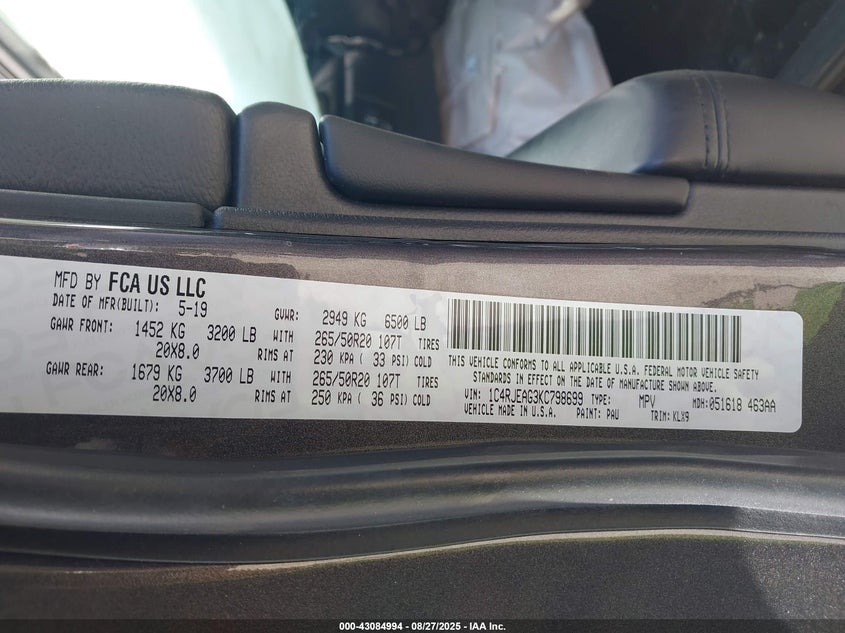 MFD BY FCA US LLC
DATE OF MFR(BUILT): 5-19 GVWR: 2949 KG 6500 LB
GAWR FRONT: 1452 KG 3200 LB WITH 265/50R20 107T TIRES
20X8.0 RIMS AT 230 KPA ( 33 PSI) COLD
GAWR REAR: 1679 KG 3700 LB WITH 265/50R20 107T TIRES
20X8.0 RIMS AT 250 KPA ( 36 PSI) COLD
THIS VEHICLE CONFORMS TO ALL APPLICABLE U.S.A. FEDERAL MOTOR VEHICLE SAFETY
STANDARDS IN EFFECT ON THE DATE OF MANUFACTURE SHOWN ABOVE.
VIN: 1C4RJEAG3KC798699 TYPE: MPV MDH: 051618 463AA
VEHICLE MADE IN U.S.A. PAINT: PAU TRIM: KLX9
000-43084994 - 08/27/2025 - IAA Inc.